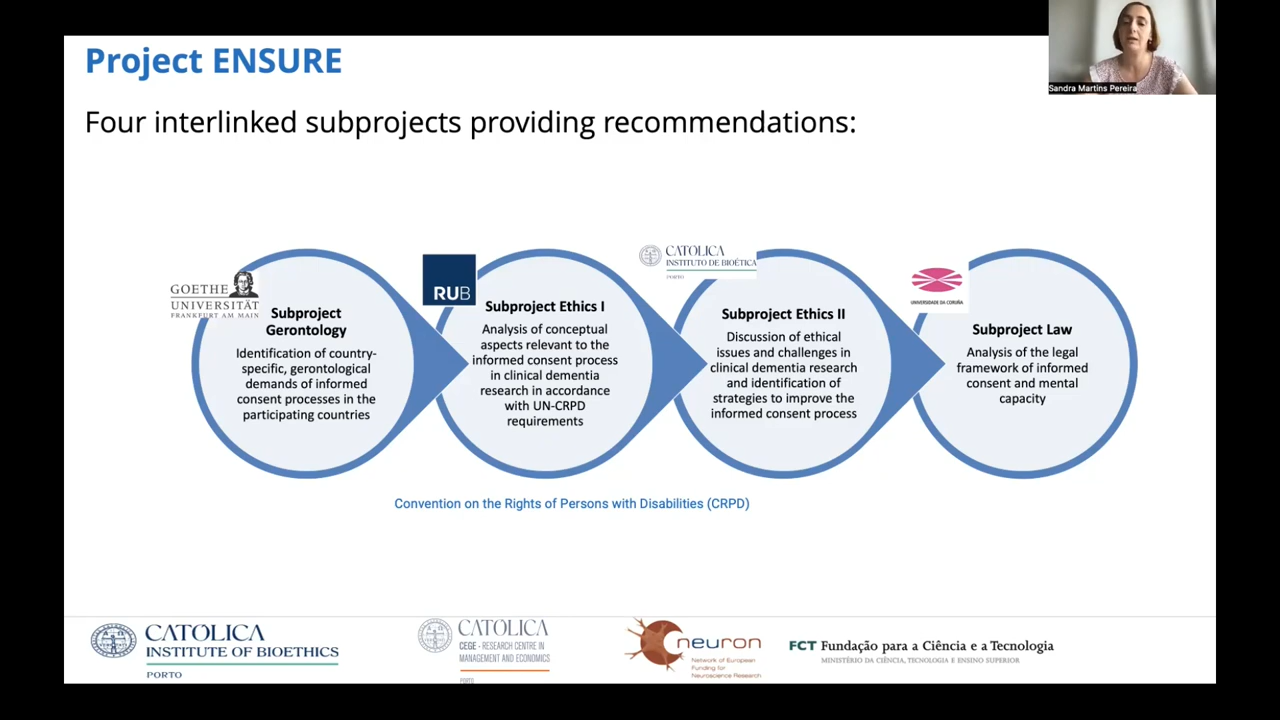 Project ENSURE
Sandra Martins Pereira
Four interlinked subprojects providing recommendations:
GOETHE
UNIVERSITÄT
FRANKFURT AM MAIN
Subproject
Gerontology
Identification of country-
specific, gerontological
demands of informed
consent processes in the
participating countries
RUB
Subproject Ethics I
Analysis of conceptual
aspects relevant to the
informed consent process
in clinical dementia
research in accordance
with UN-CRPD
requirements
CATOLICA
INSTITUTO DE BIOÉTICA
PORTO
Subproject Ethics II
Discussion of ethical
issues and challenges in
clinical dementia research
and identification of
strategies to improve the
informed consent process
UNIVERSIDADE DA CORUÑA
Subproject Law
Analysis of the legal
framework of informed
consent and mental
capacity
Convention on the Rights of Persons with Disabilities (CRPD)
CATOLICA
INSTITUTE OF BIOETHICS
PORTO
CATOLICA
CEGE - RESEARCH CENTRE IN
MANAGEMENT AND ECONOMICS
PORTO
neuron
Network of European
Funding for
Neuroscience Research
FCT Fundação para a Ciência e a Tecnologia
MINISTÉRIO DA CIÊNCIA, TECNOLOGIA E ENSINO SUPERIOR